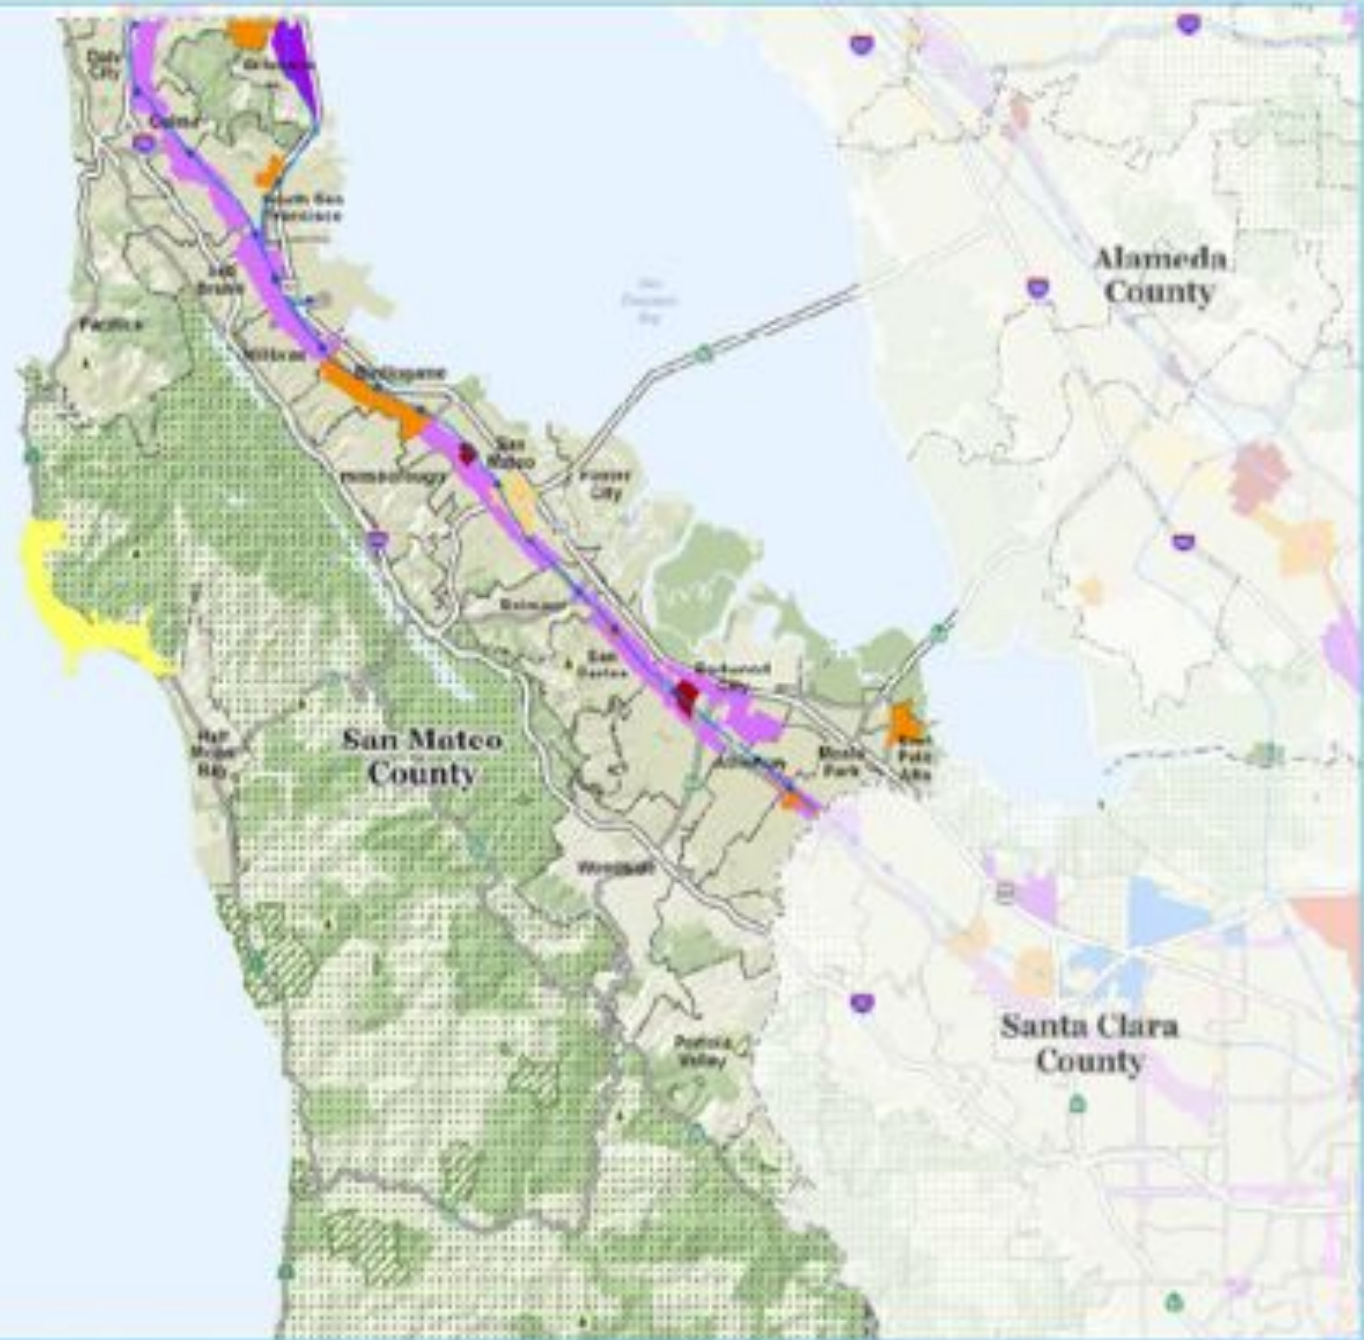 Daly
City
Colma
South San
Francisco
San
Bruno
Pacifica
Millbrae
Burlingame
San
Mateo
Hillsborough
Foster
City
Alameda
County
Belmont
San
Carlos
Redwood
Half
Moon
Bay
San Mateo
County
Atherton
Menlo
Park
East
Palo
Alto
Woodside
Portola
Valley
Santa Clara
County